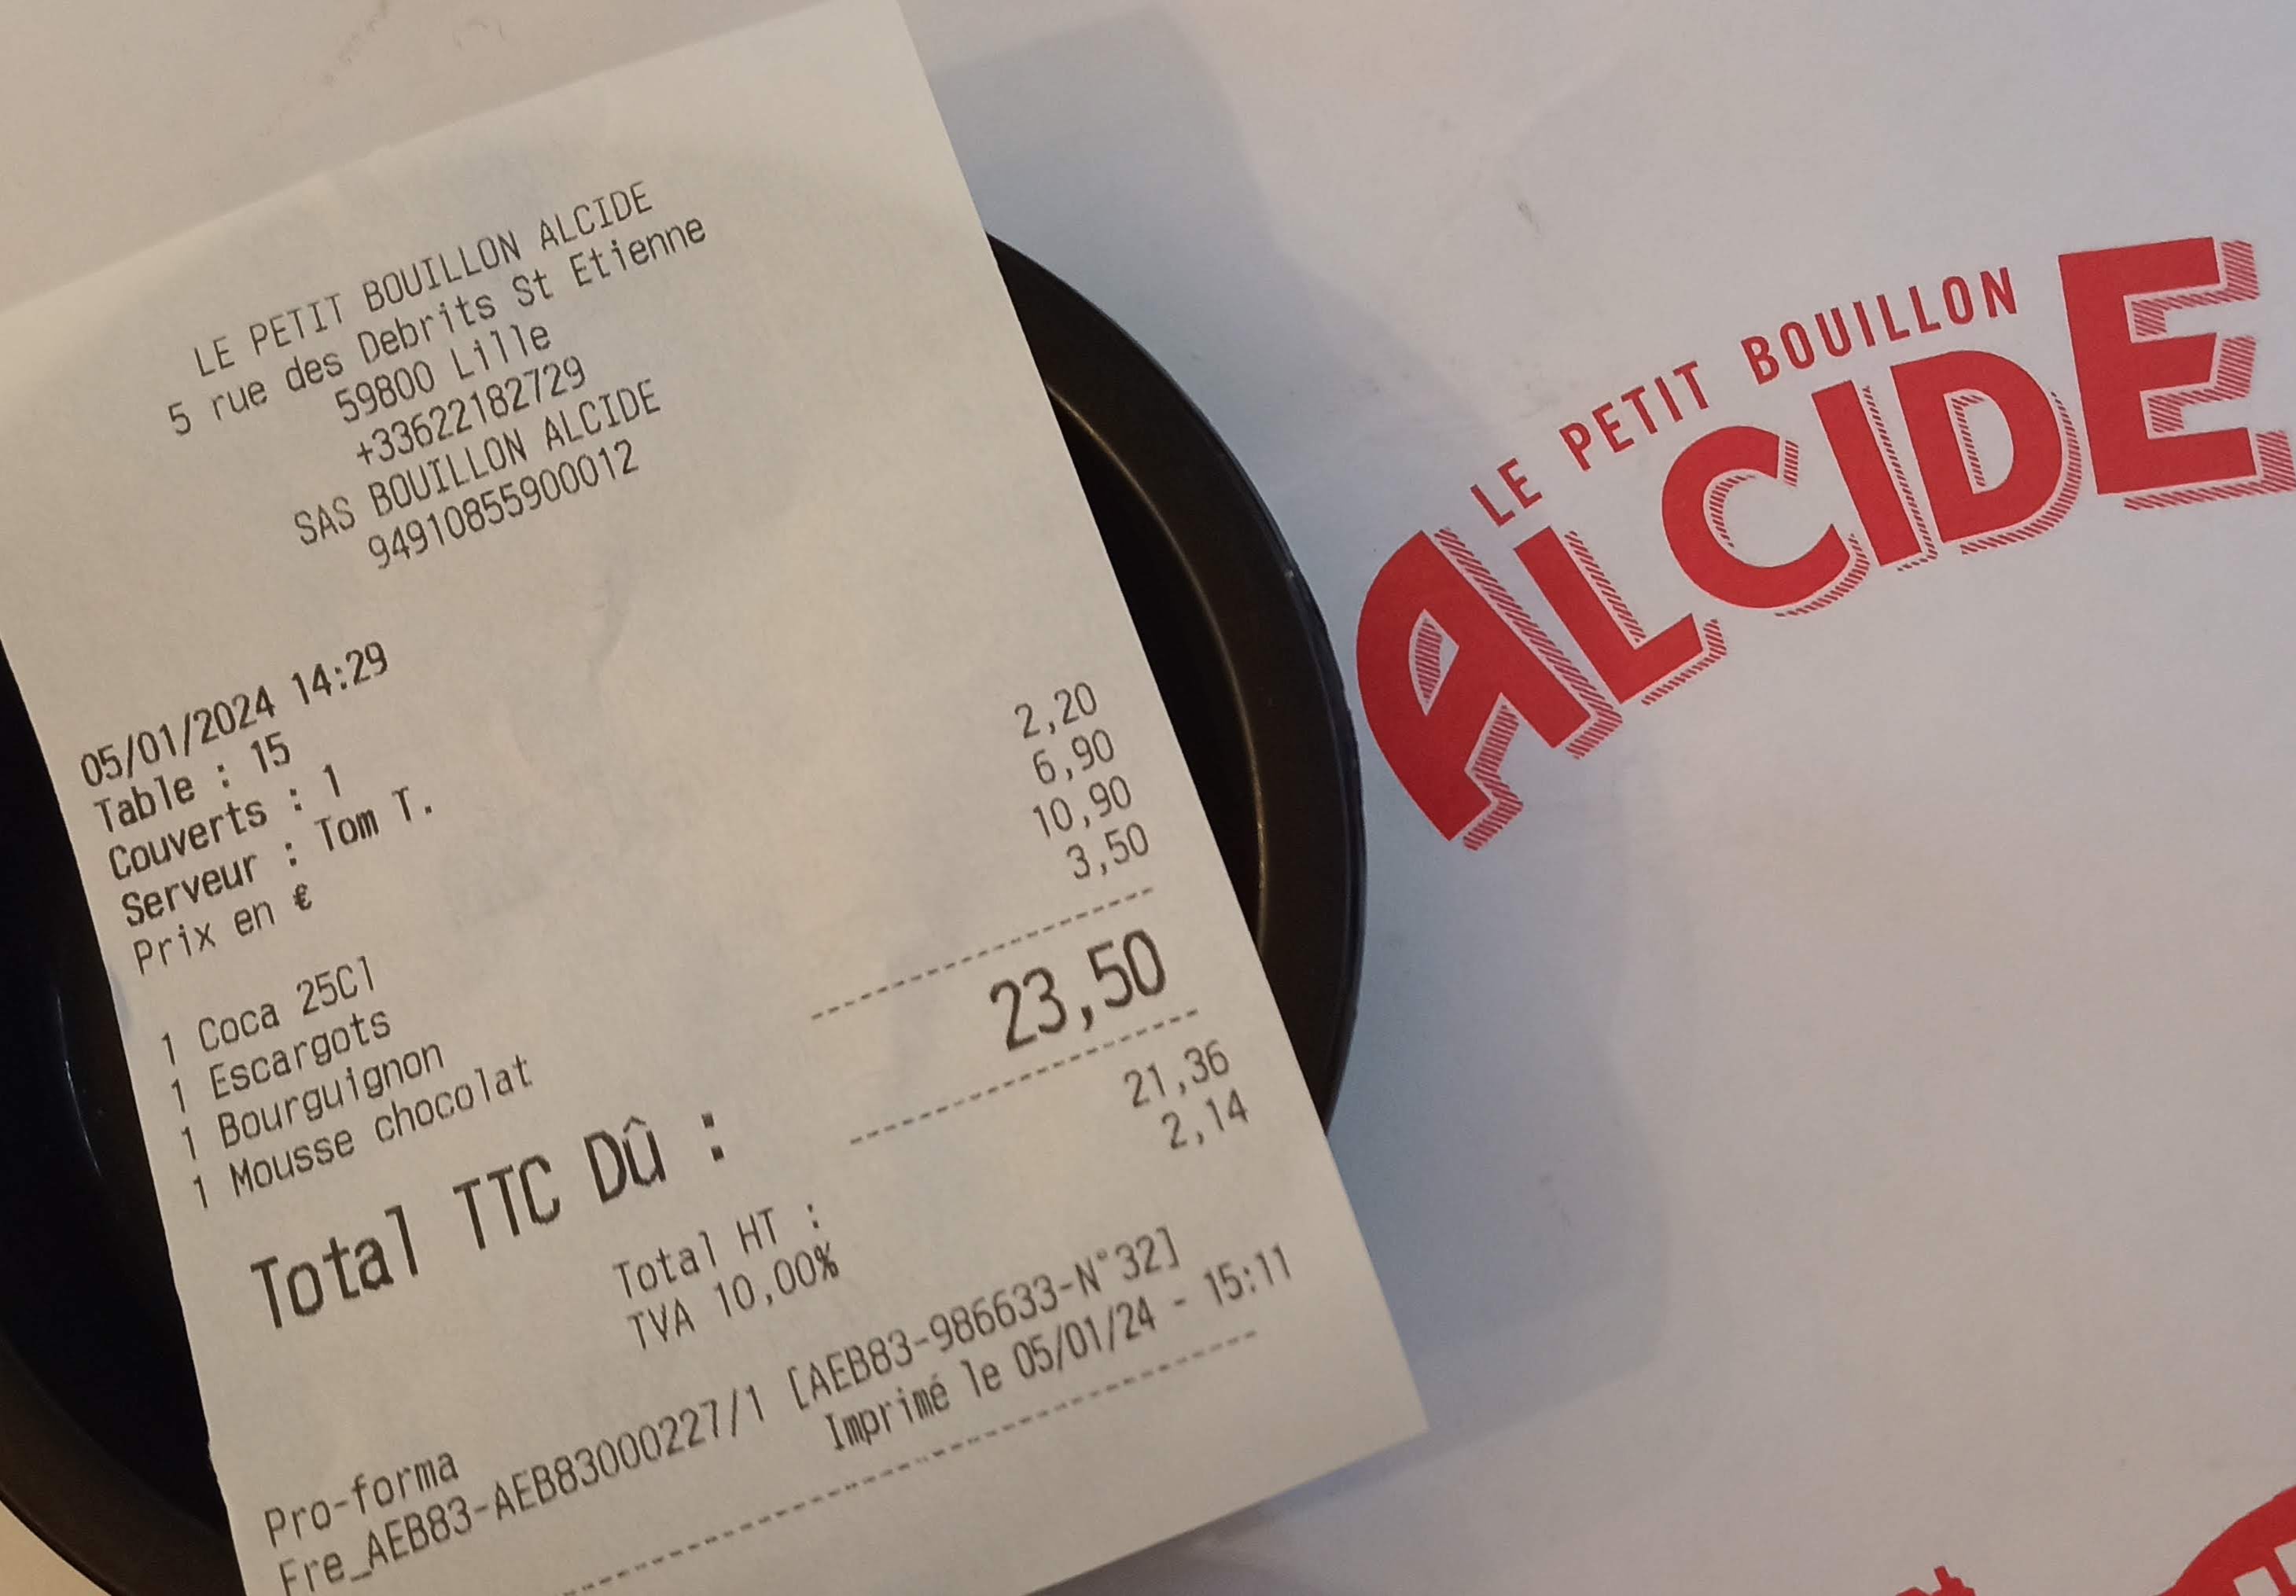 LE PETIT BOUILLON ALCIDE
5 rue des Debrits St Etienne
59800 Lille
+33622182729
SAS BOUILLON ALCIDE
94910855900012
05/01/2024 14:29
Table : 15
Couverts : 1
Serveur : Tom T.
Prix en €
1 Coca 25Cl 2,20
1 Escargots 6,90
1 Bourguignon 10,90
1 Mousse chocolat 3,50
Total TTC Dû : 23,50
Total HT : 21,36
TVA 10,00% 2,14
Pro-forma
Fre_AEB83-AEB83000227/1 [AEB83-986633-N°32]
Imprimé le 05/01/24 - 15:11
LE PETIT BOUILLON
ALCIDE